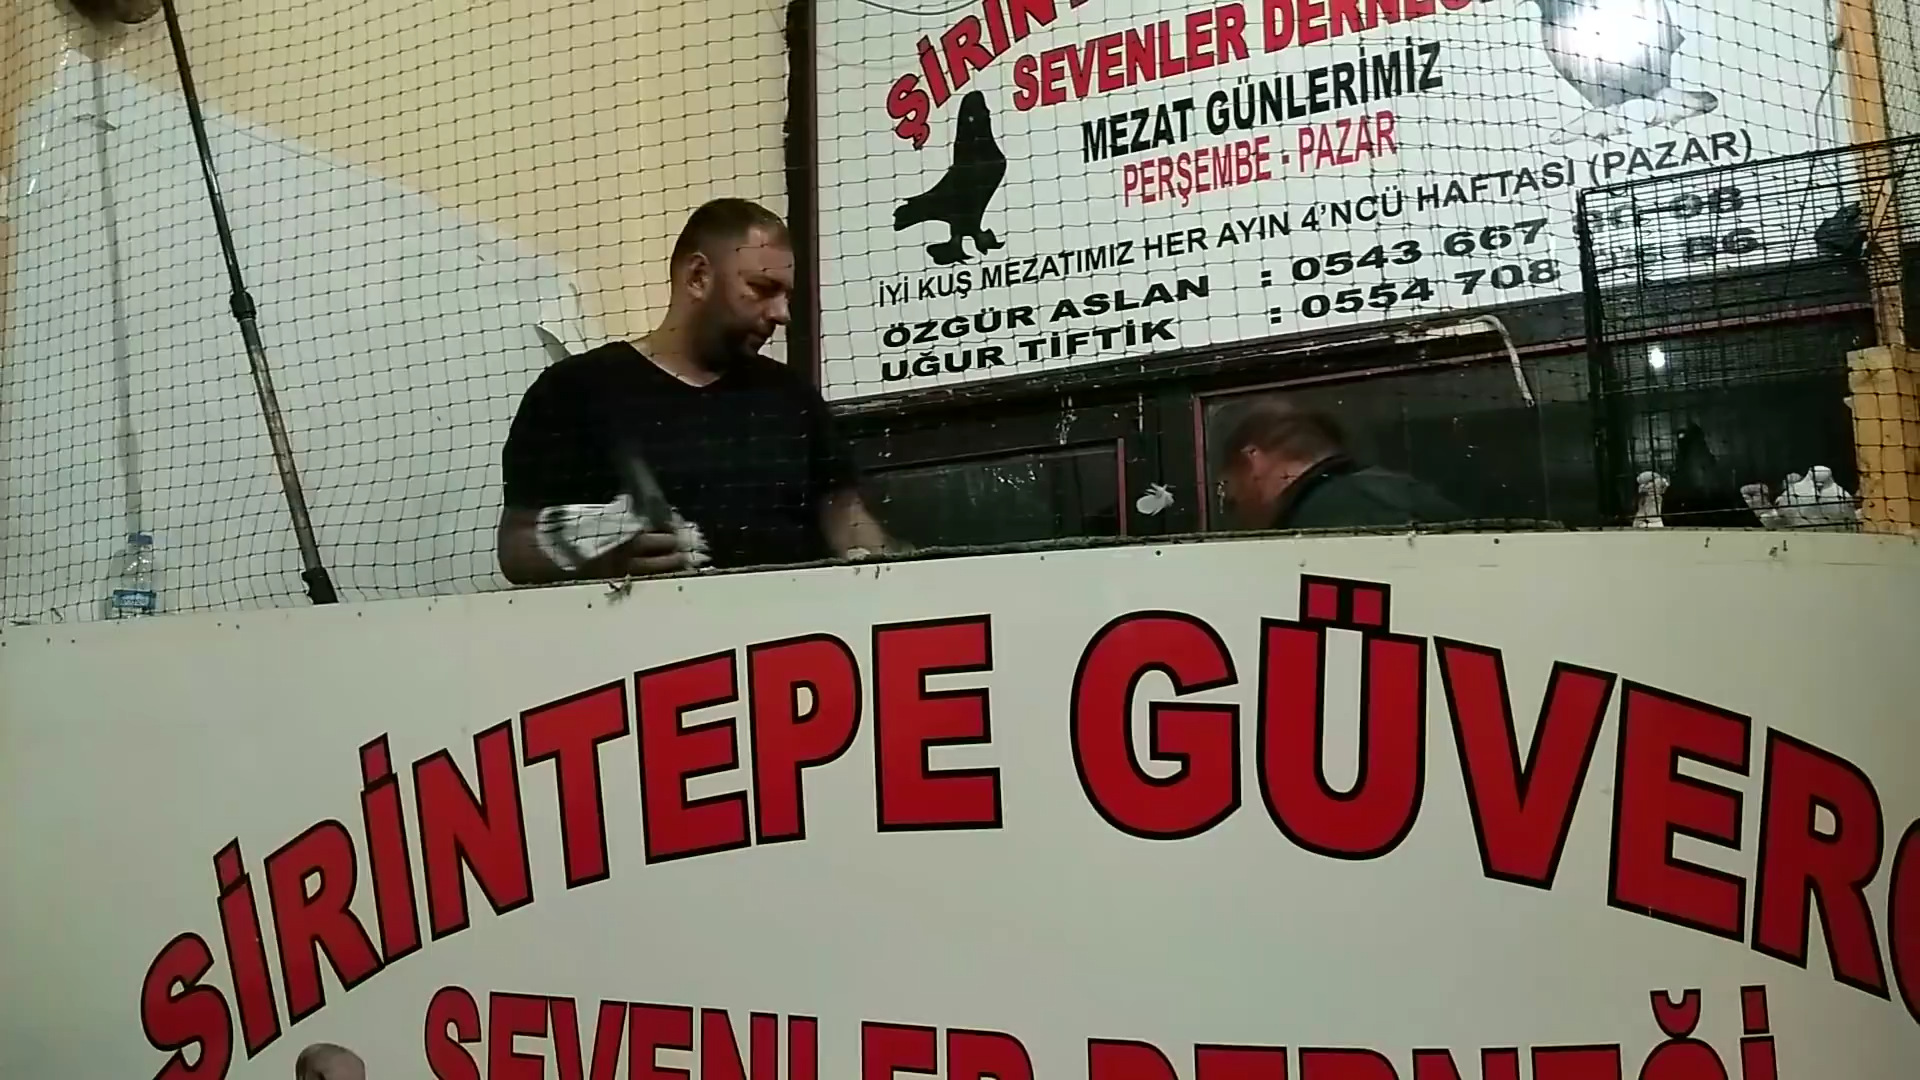 SEVENLER
MEZAT GÜNLERİMİZ
PERŞEMBE - PAZAR
İYİ KUŞ MEZATIMIZ HER AYIN 4'NCÜ HAFTASI (PAZAR)
ÖZGÜR ASLAN : 0543 667
UĞUR TİFTİK : 0554 708
ŞİRİNTEPE
SEVENLER DERNEĞİ